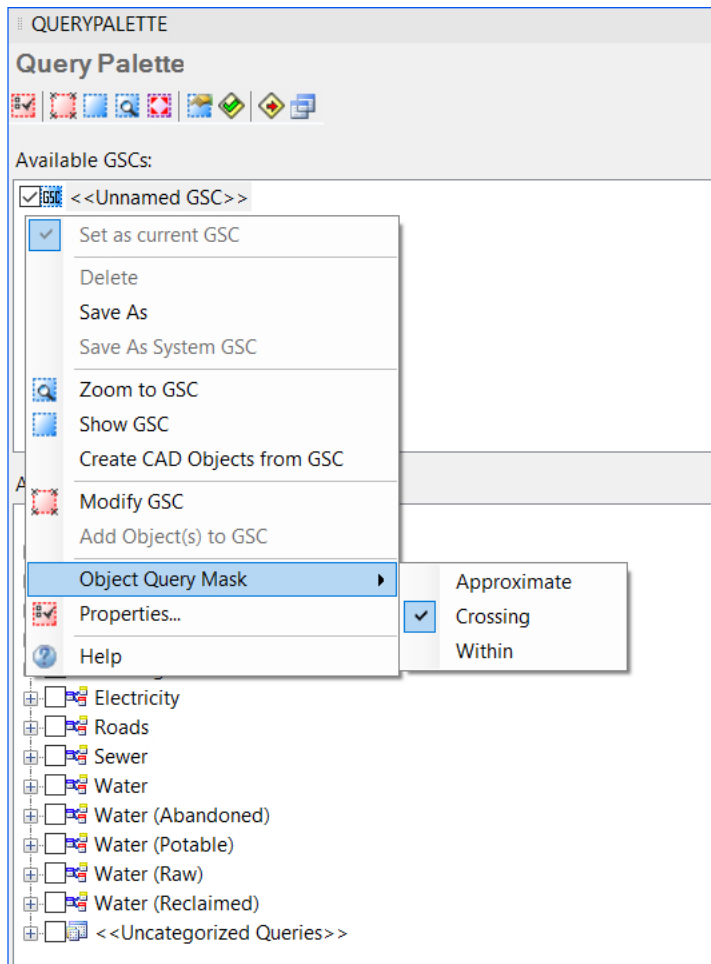 QUERYPALETTE
Query Palette
Available GSCs:
GSC <<Unnamed GSC>>
Set as current GSC
Delete
Save As
Save As System GSC
Zoom to GSC
Show GSC
Create CAD Objects from GSC
A
Modify GSC
Add Object(s) to GSC
Object Query Mask
Approximate
Properties...
Crossing
Help
Within
Electricity
Roads
Sewer
Water
Water (Abandoned)
Water (Potable)
Water (Raw)
Water (Reclaimed)
<<Uncategorized Queries>>